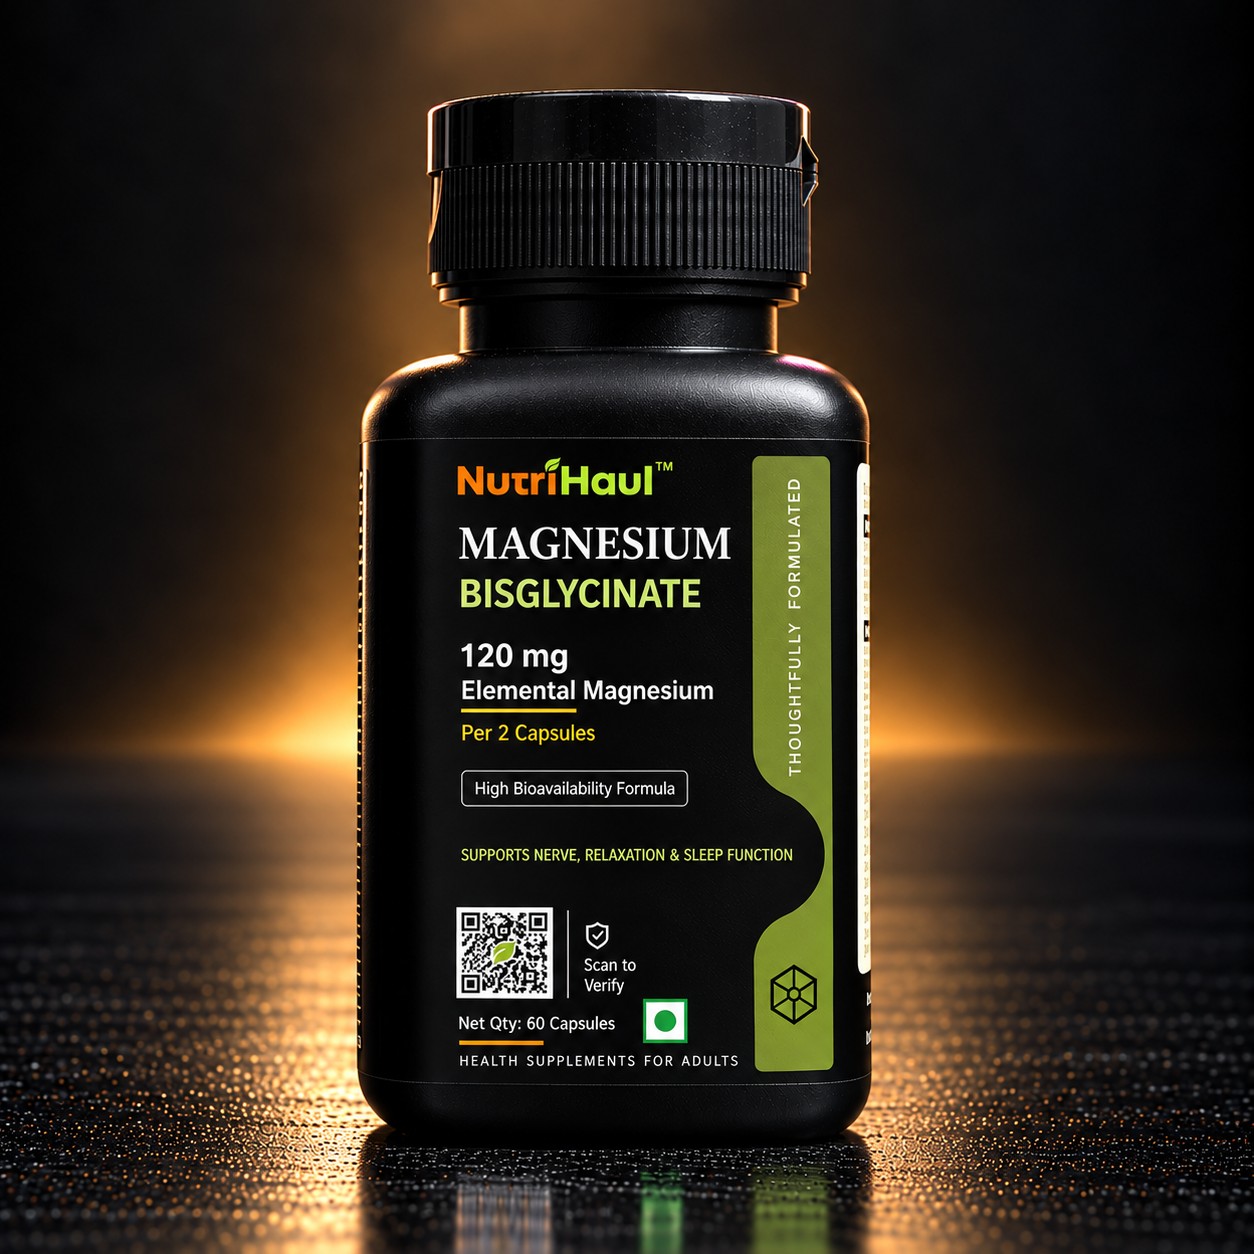 NutriHaul™
MAGNESIUM
BISGLYCINATE
120 mg
Elemental Magnesium
Per 2 Capsules
High Bioavailability Formula
SUPPORTS NERVE, RELAXATION & SLEEP FUNCTION
Scan to
Verify
Net Qty: 60 Capsules
HEALTH SUPPLEMENTS FOR ADULTS
THOUGHTFULLY FORMULATED